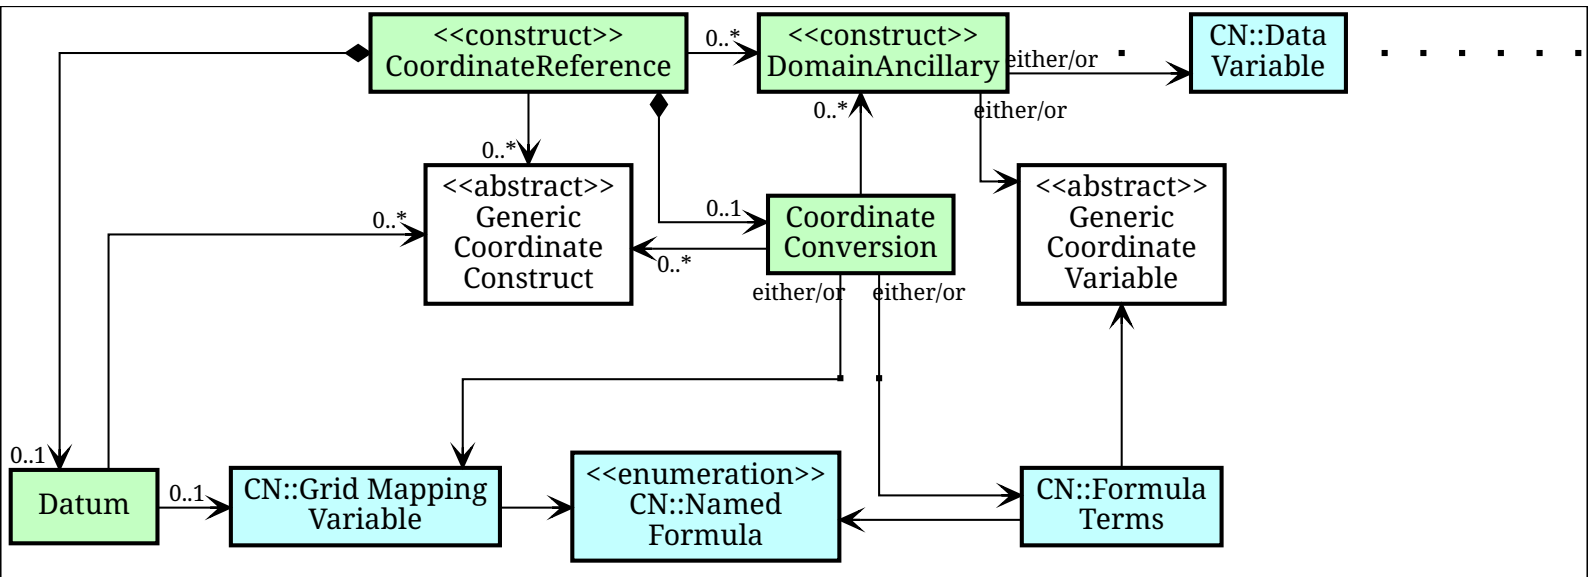 <<construct>>
CoordinateReference
0..*
<<construct>>
DomainAncillary
either/or
CN::Data
Variable
either/or
0..*
0..*
<<abstract>>
Generic
Coordinate
Construct
0..*
0..1
Coordinate
Conversion
0..*
<<abstract>>
Generic
Coordinate
Variable
either/or
either/or
0..1
Datum
0..1
CN::Grid Mapping
Variable
<<enumeration>>
CN::Named
Formula
CN::Formula
Terms